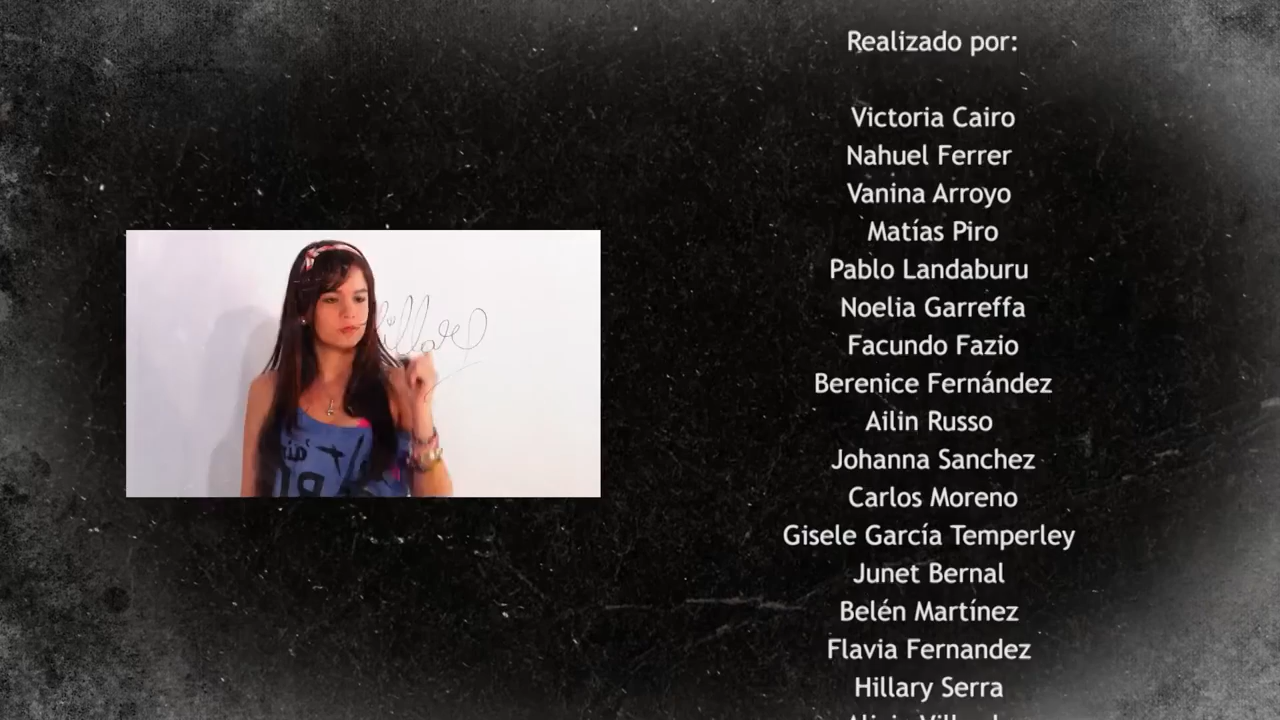 Realizado por:
Victoria Cairo
Nahuel Ferrer
Vanina Arroyo
Matías Piro
Pablo Landaburu
Noelia Garreffa
Facundo Fazio
Berenice Fernández
Ailin Russo
Johanna Sanchez
Carlos Moreno
Gisele García Temperley
Junet Bernal
Belén Martínez
Flavia Fernandez
Hillary Serra